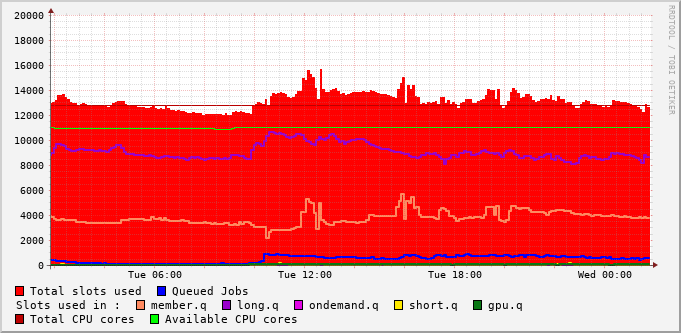 20000
18000
16000
14000
12000
10000
8000
6000
4000
2000
0
Tue 06:00 Tue 12:00 Tue 18:00 Wed 00:00
RRDTOOL / TOBI OETIKER
Total slots used Queued Jobs
Slots used in : member.q long.q ondemand.q short.q gpu.q
Total CPU cores Available CPU cores